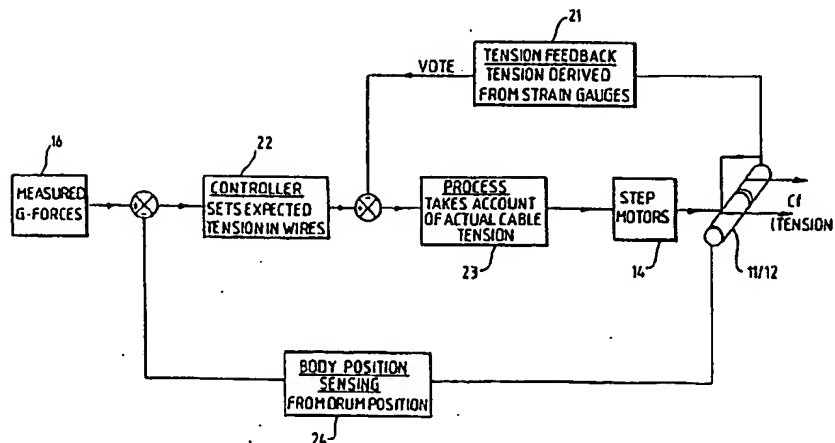 21
TENSION FEEDBACK
TENSION DERIVED
FROM STRAIN GAUGES
VOTE
16
MEASURED
G-FORCES
22
CONTROLLER
SETS EXPECTED
TENSION IN WIRES
PROCESS
TAKES ACCOUNT
OF ACTUAL CABLE
TENSION
23
STEP
MOTORS
14
(TENSION
11/12
BODY POSITION
SENSING
FROM DRUM POSITION
24